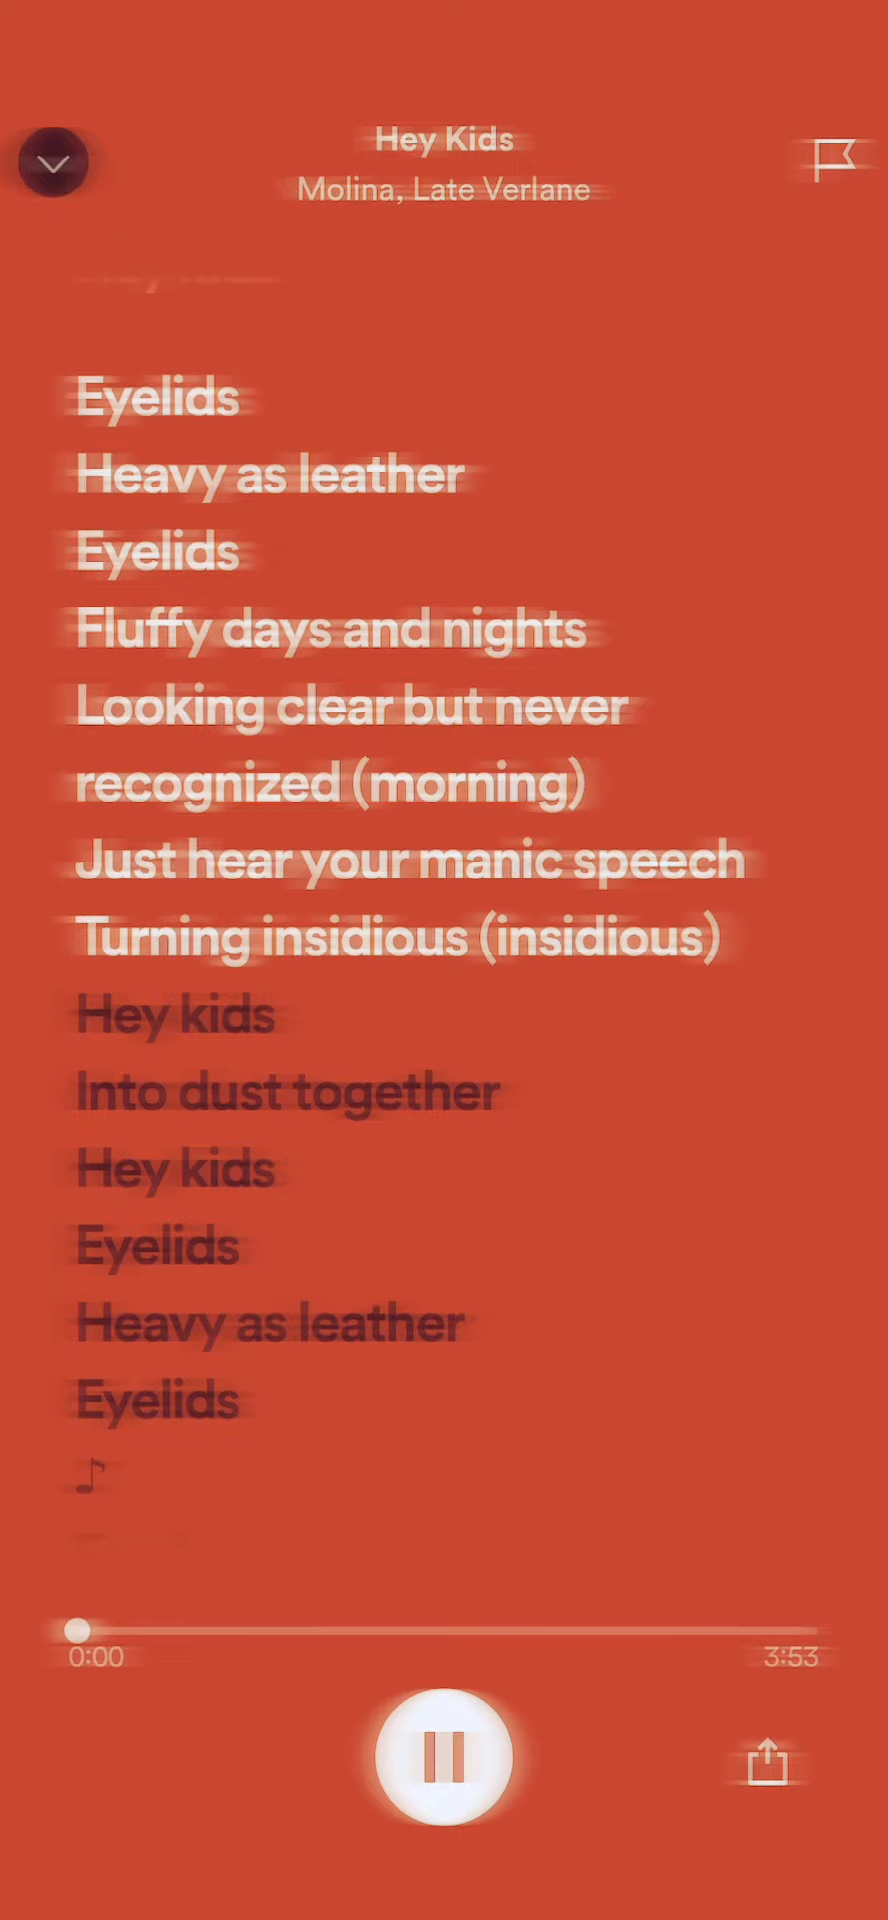 Hey Kids
Molina, Late Verlane
Eyelids
Heavy as leather
Eyelids
Fluffy days and nights
Looking clear but never
recognized (morning)
Just hear your manic speech
Turning insidious (insidious)
Hey kids
Into dust together
Hey kids
Eyelids
Heavy as leather
Eyelids
♪
0:00
3:53